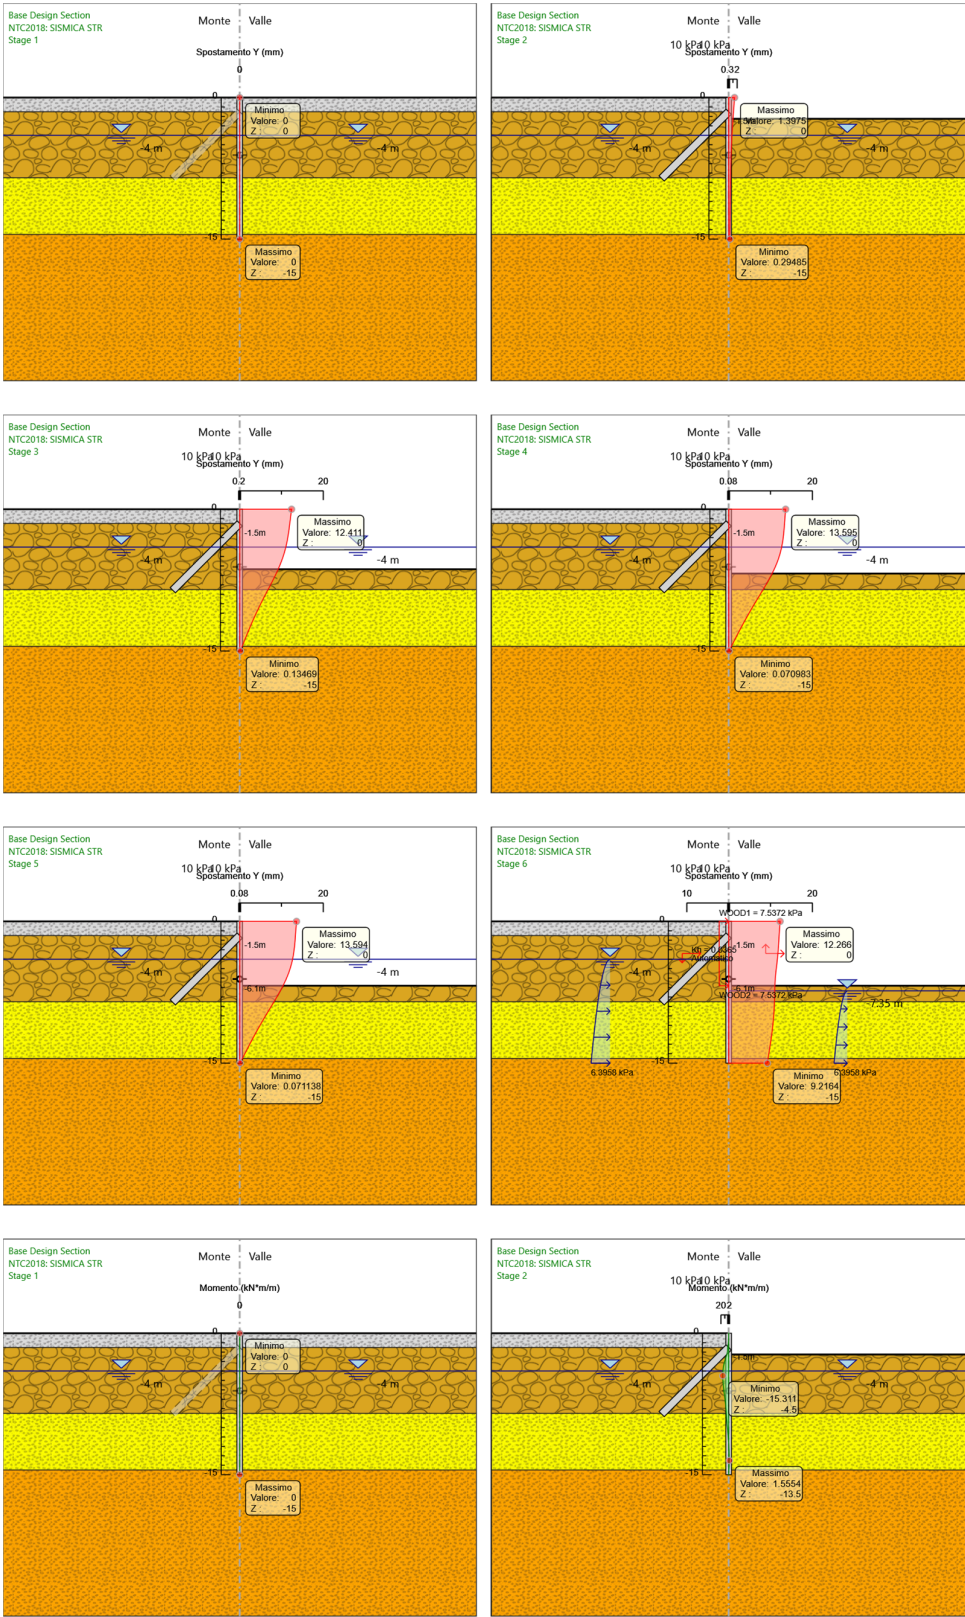 Base Design Section
NTC2018: SISMICA STR
Stage 1
Monte Valle
Spostamento Y (mm)
0
0
Minimo
Valore: 0
Z : 0
-4 m
-4 m
-15
Massimo
Valore: 0
Z : -15
Base Design Section
NTC2018: SISMICA STR
Stage 2
Monte Valle
10 kPa 10 kPa
Spostamento Y (mm)
0.32
0
Massimo
Valore: 1.3975
Z : 0
-4 m
-4 m
-15
Minimo
Valore: 0.29485
Z : -15
Base Design Section
NTC2018: SISMICA STR
Stage 3
Monte Valle
10 kPa 10 kPa
Spostamento Y (mm)
0.2 20
0
Massimo
Valore: 12.411
Z : 0
-1.5m
-4 m
-4 m
-15
Minimo
Valore: 0.13469
Z : -15
Base Design Section
NTC2018: SISMICA STR
Stage 4
Monte Valle
10 kPa 10 kPa
Spostamento Y (mm)
0.08 20
0
Massimo
Valore: 13.595
Z : 0
-1.5m
-4 m
-4 m
-15
Minimo
Valore: 0.070983
Z : -15
Base Design Section
NTC2018: SISMICA STR
Stage 5
Monte Valle
10 kPa 10 kPa
Spostamento Y (mm)
0.08 20
0
Massimo
Valore: 13.594
Z : 0
-1.5m
-4 m
-4 m
-6.1m
-15
Minimo
Valore: 0.071138
Z : -15
Base Design Section
NTC2018: SISMICA STR
Stage 6
Monte Valle
10 kPa 10 kPa
Spostamento Y (mm)
10 20
WOOD1 = 7.5372 kPa
0
Massimo
Valore: 12.266
Z : 0
-1.5m
Automatico
-4 m
-6.1m
WOOD2 = 7.5372 kPa
-7.35 m
-15
6.3958 kPa
6.3958 kPa
Minimo
Valore: 9.2164
Z : -15
Base Design Section
NTC2018: SISMICA STR
Stage 1
Monte Valle
Momento (kN*m/m)
0
0
Minimo
Valore: 0
Z : 0
-4 m
-4 m
-15
Massimo
Valore: 0
Z : -15
Base Design Section
NTC2018: SISMICA STR
Stage 2
Monte Valle
10 kPa 10 kPa
Momento (kN*m/m)
202
0
-4 m
-4 m
Minimo
Valore: -15.311
Z : -4.5
-15
Massimo
Valore: 1.5554
Z : -13.5